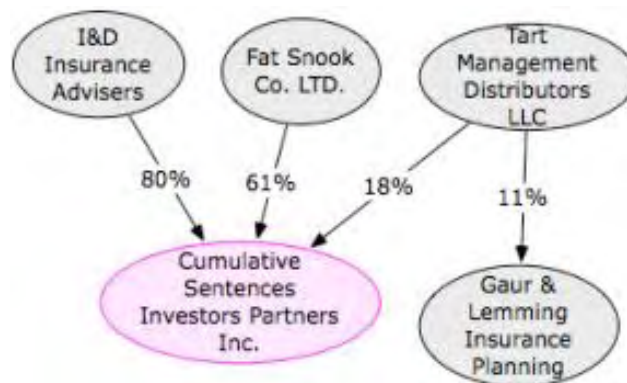 I&D
Insurance
Advisers
Fat Snook
Co. LTD.
Tart
Management
Distributors
LLC
80%
61%
18%
11%
Cumulative
Sentences
Investors Partners
Inc.
Gaur &
Lemming
Insurance
Planning